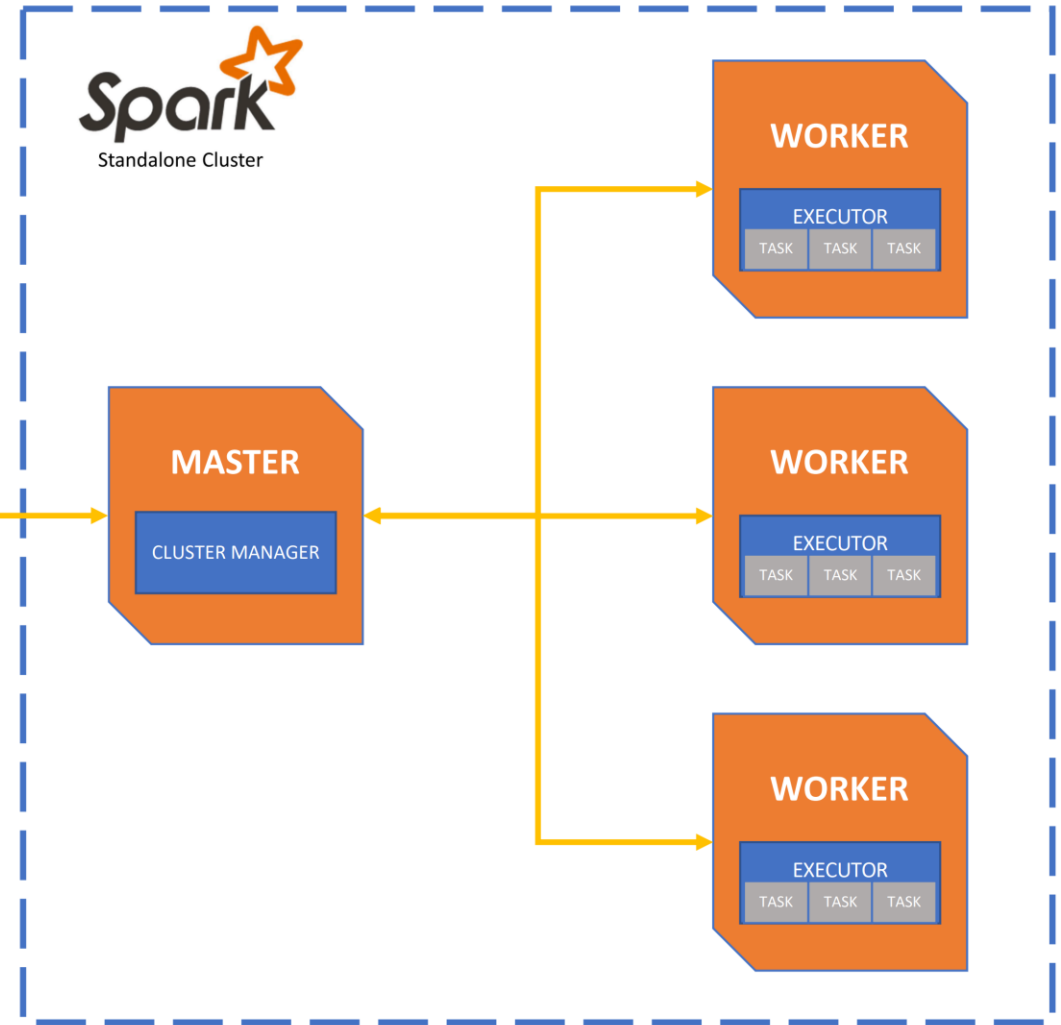 Spark
Standalone Cluster
MASTER
CLUSTER MANAGER
WORKER
EXECUTOR
TASK TASK TASK
WORKER
EXECUTOR
TASK TASK TASK
WORKER
EXECUTOR
TASK TASK TASK